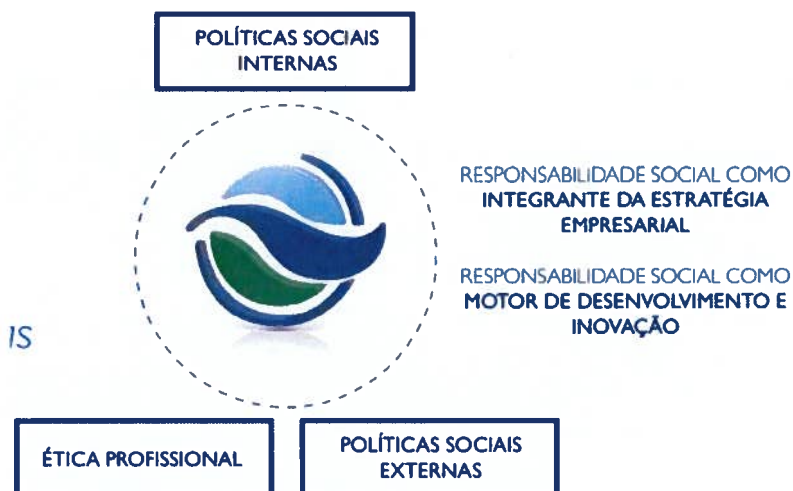 POLÍTICAS SOCIAIS
INTERNAS
RESPONSABILIDADE SOCIAL COMO
INTEGRANTE DA ESTRATÉGIA
EMPRESARIAL
RESPONSABILIDADE SOCIAL COMO
MOTOR DE DESENVOLVIMENTO E
INOVAÇÃO
IS
ÉTICA PROFISSIONAL
POLÍTICAS SOCIAIS
EXTERNAS